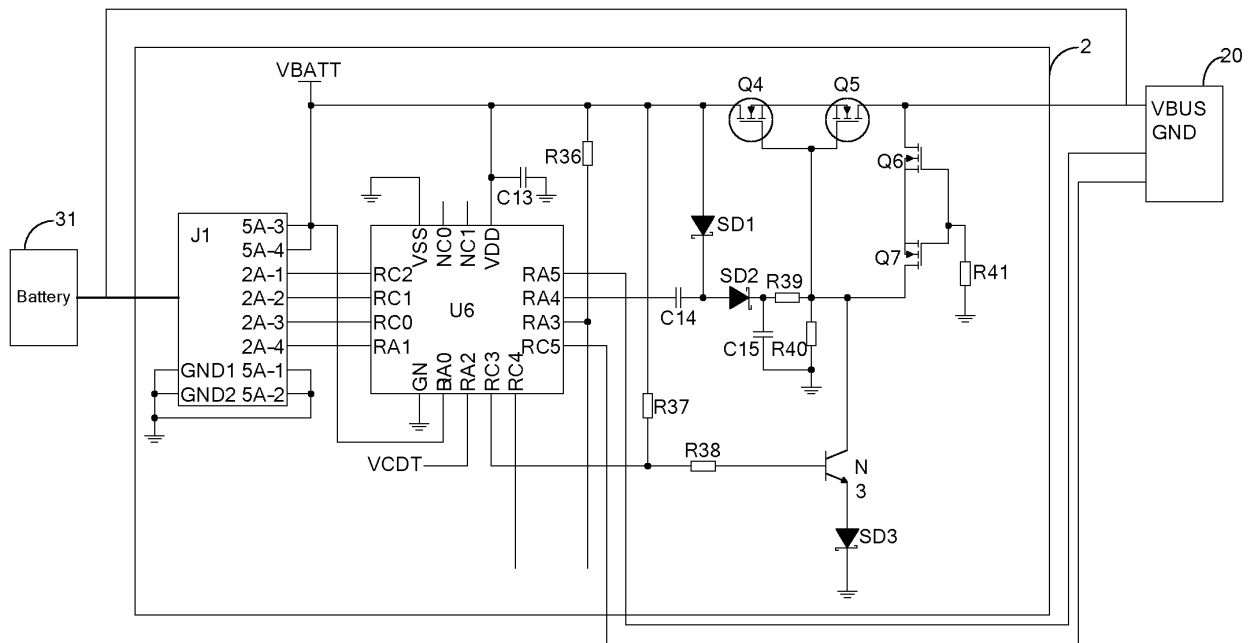 2
20
VBATT
Q4
Q5
VBUS
GND
R36
C13
Q6
31
J1
5A-3
5A-4
2A-1
2A-2
2A-3
2A-4
GND1
5A-1
GND2
5A-2
Battery
VSS
NC0
NC1
VDD
RC2
RC1
RC0
RA1
U6
RA5
RA4
RA3
RC5
GN
RA0
RA2
RC3
RC4
SD1
SD2
R39
C14
C15
R40
Q7
R41
R37
R38
VCDT
N
3
SD3